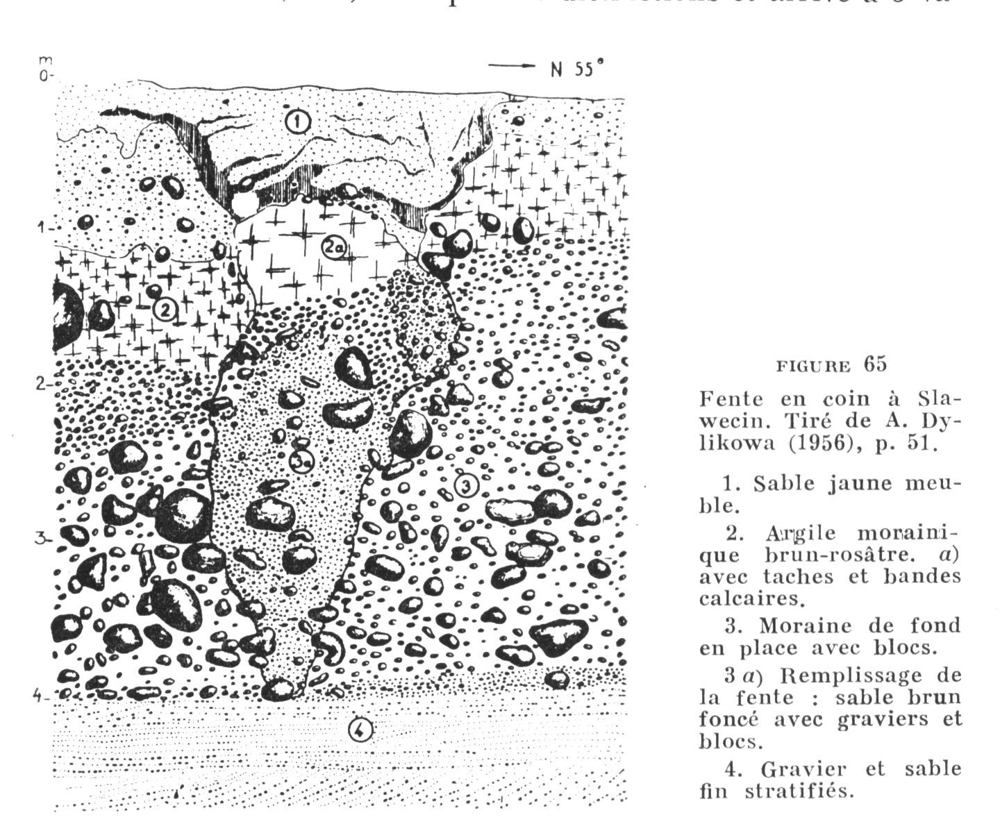 m
0-
N 55°
1
1-
2a
2
2-
3a
3
3-
4-
4
FIGURE 65
Fente en coin à Sla-
wecin. Tiré de A. Dy-
likowa (1956), p. 51.
1. Sable jaune meu-
ble.
2. Argile moraini-
que brun-rosâtre. a)
avec taches et bandes
calcaires.
3. Moraine de fond
en place avec blocs.
3 a) Remplissage de
la fente : sable brun
foncé avec graviers et
blocs.
4. Gravier et sable
fin stratifiés.